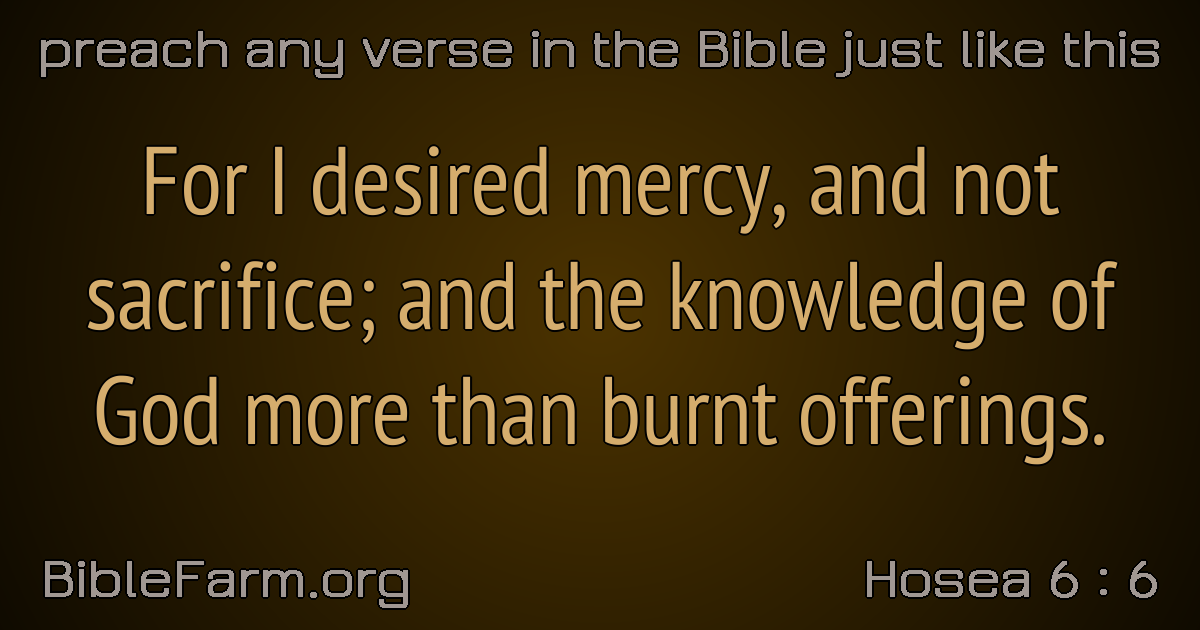 preach any verse in the Bible just like this
For I desired mercy, and not
sacrifice; and the knowledge of
God more than burnt offerings.
BibleFarm.org
Hosea 6 : 6